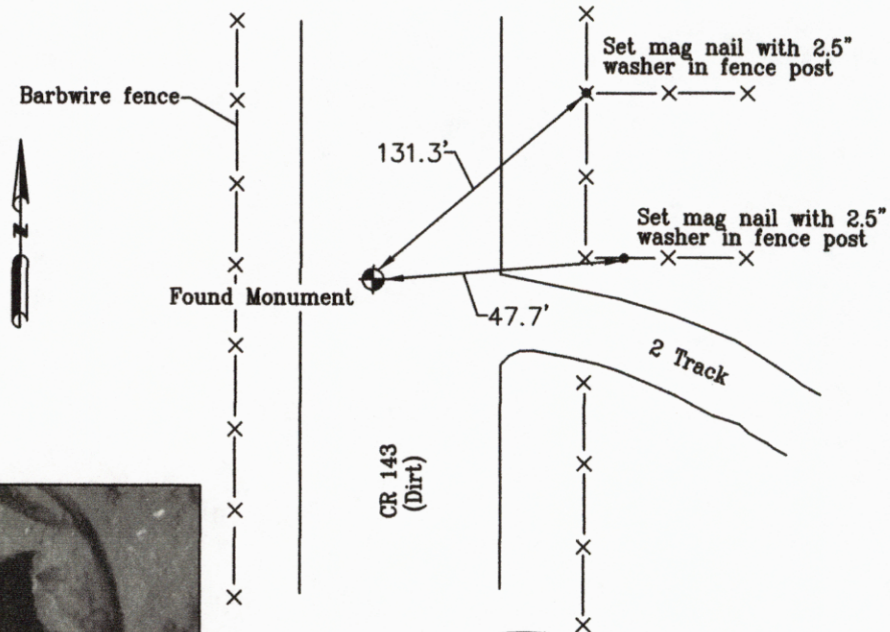 Set mag nail with 2.5"
washer in fence post
Barbwire fence
131.3'
N
Set mag nail with 2.5"
washer in fence post
Found Monument
47.7'
2 Track
CR 143
(Dirt)